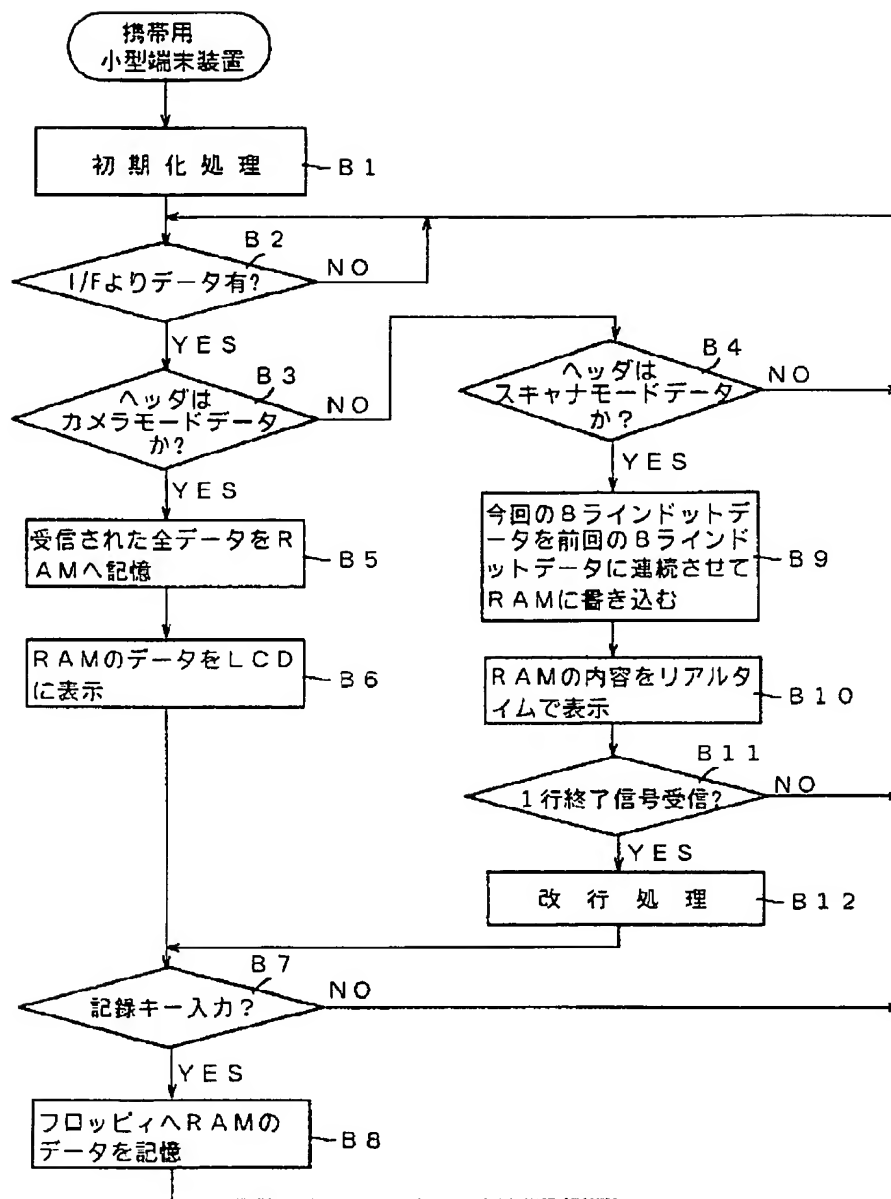 携帯用
小型端末装置
初期化処理
B1
B2
I/Fよりデータ有?
NO
YES
B3
ヘッダは
カメラモードデータ
か?
NO
YES
B4
ヘッダは
スキャナモードデータ
か?
NO
YES
受信された全データをR
AMへ記憶
B5
RAMのデータをLCD
に表示
B6
今回のBラインドットデ
ータを前回のBラインド
ットデータに連続させて
RAMに書き込む
B9
RAMの内容をリアルタ
イムで表示
B10
B11
1行終了信号受信?
NO
YES
改行処理
B12
B7
記録キー入力?
NO
YES
フロッピィへRAMの
データを記憶
B8